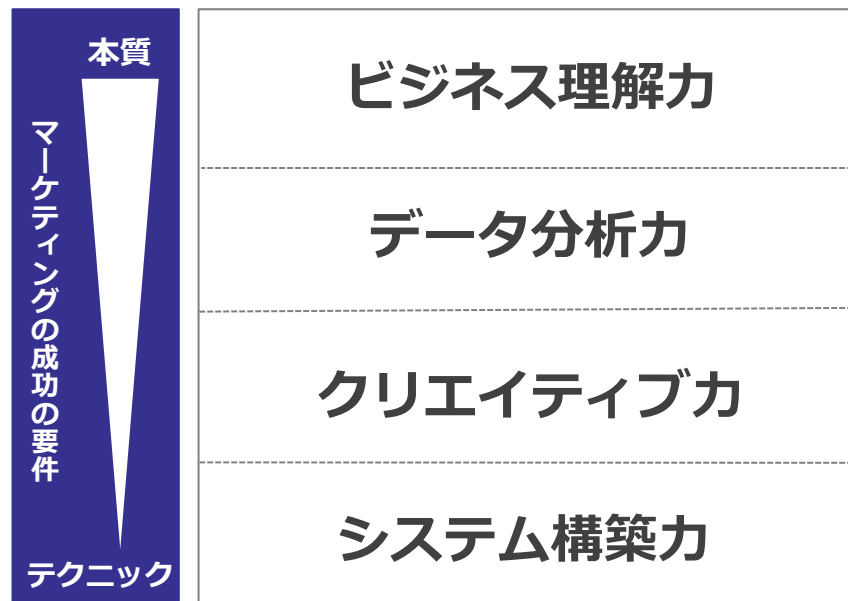 本質
マーケティングの成功の要件
テクニック
ビジネス理解力
データ分析力
クリエイティブ力
システム構築力